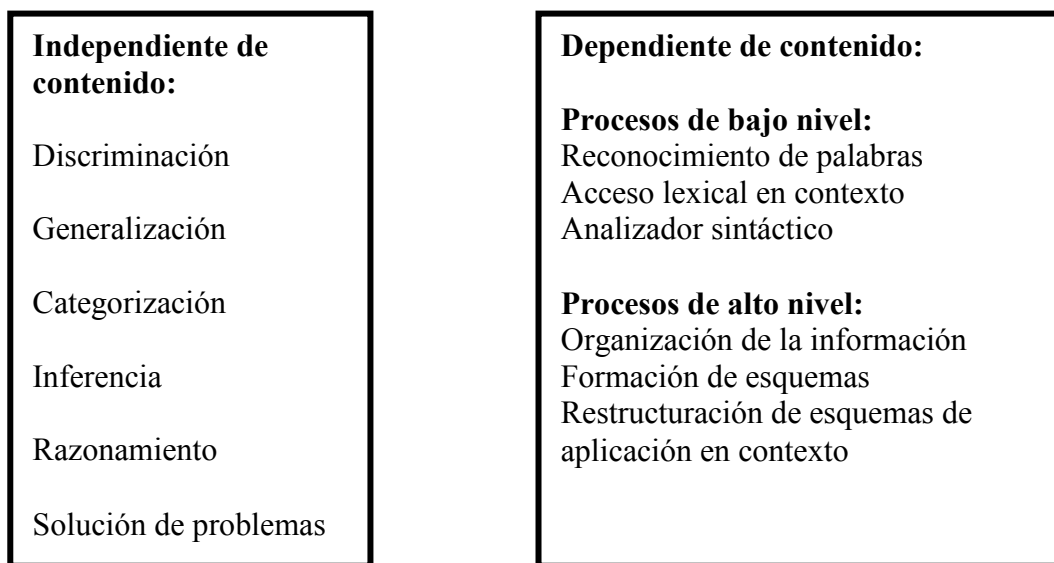 Independiente de
contenido:
Discriminación
Generalización
Categorización
Inferencia
Razonamiento
Solución de problemas
Dependiente de contenido:
Procesos de bajo nivel:
Reconocimiento de palabras
Acceso lexical en contexto
Analizador sintáctico
Procesos de alto nivel:
Organización de la información
Formación de esquemas
Restructuración de esquemas de
aplicación en contexto